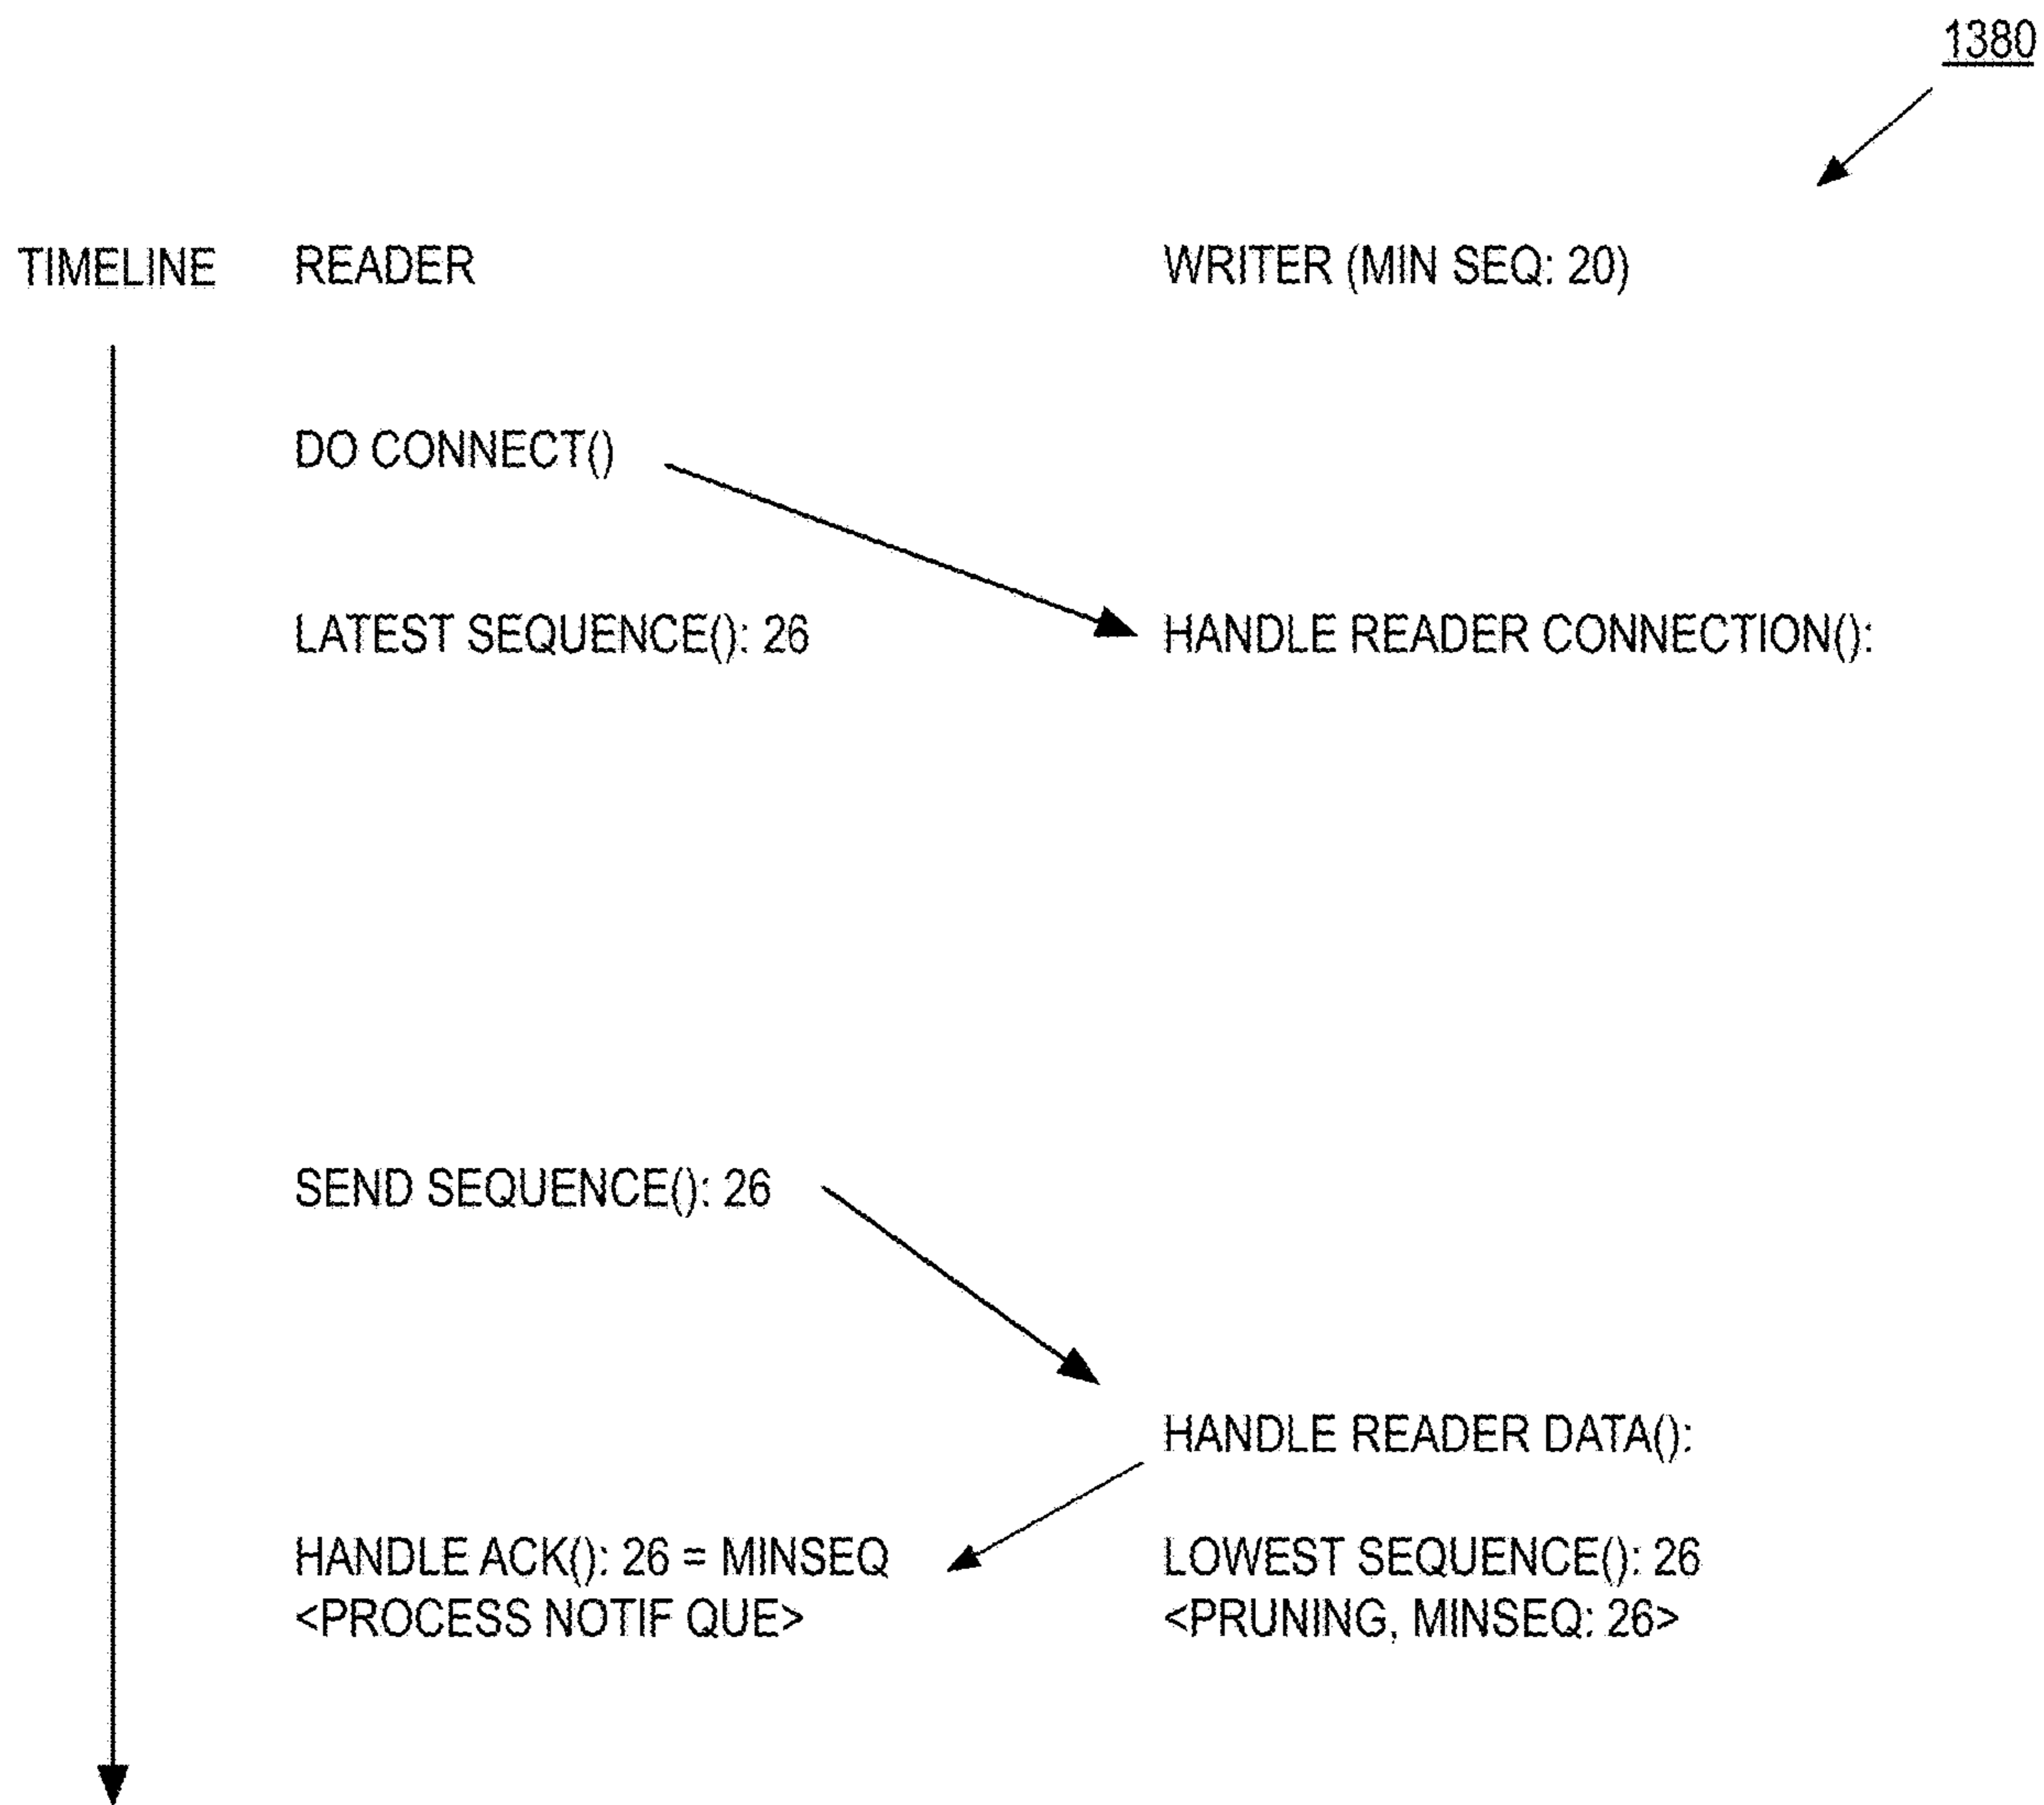 1380
TIMELINE READER WRITER (MIN SEQ: 20)
DO CONNECT()
LATEST SEQUENCE(): 26 HANDLE READER CONNECTION():
SEND SEQUENCE(): 26
HANDLE READER DATA():
HANDLE ACK(): 26 = MINSEQ LOWEST SEQUENCE(): 26
<PROCESS NOTIF QUE> <PRUNING, MINSEQ: 26>